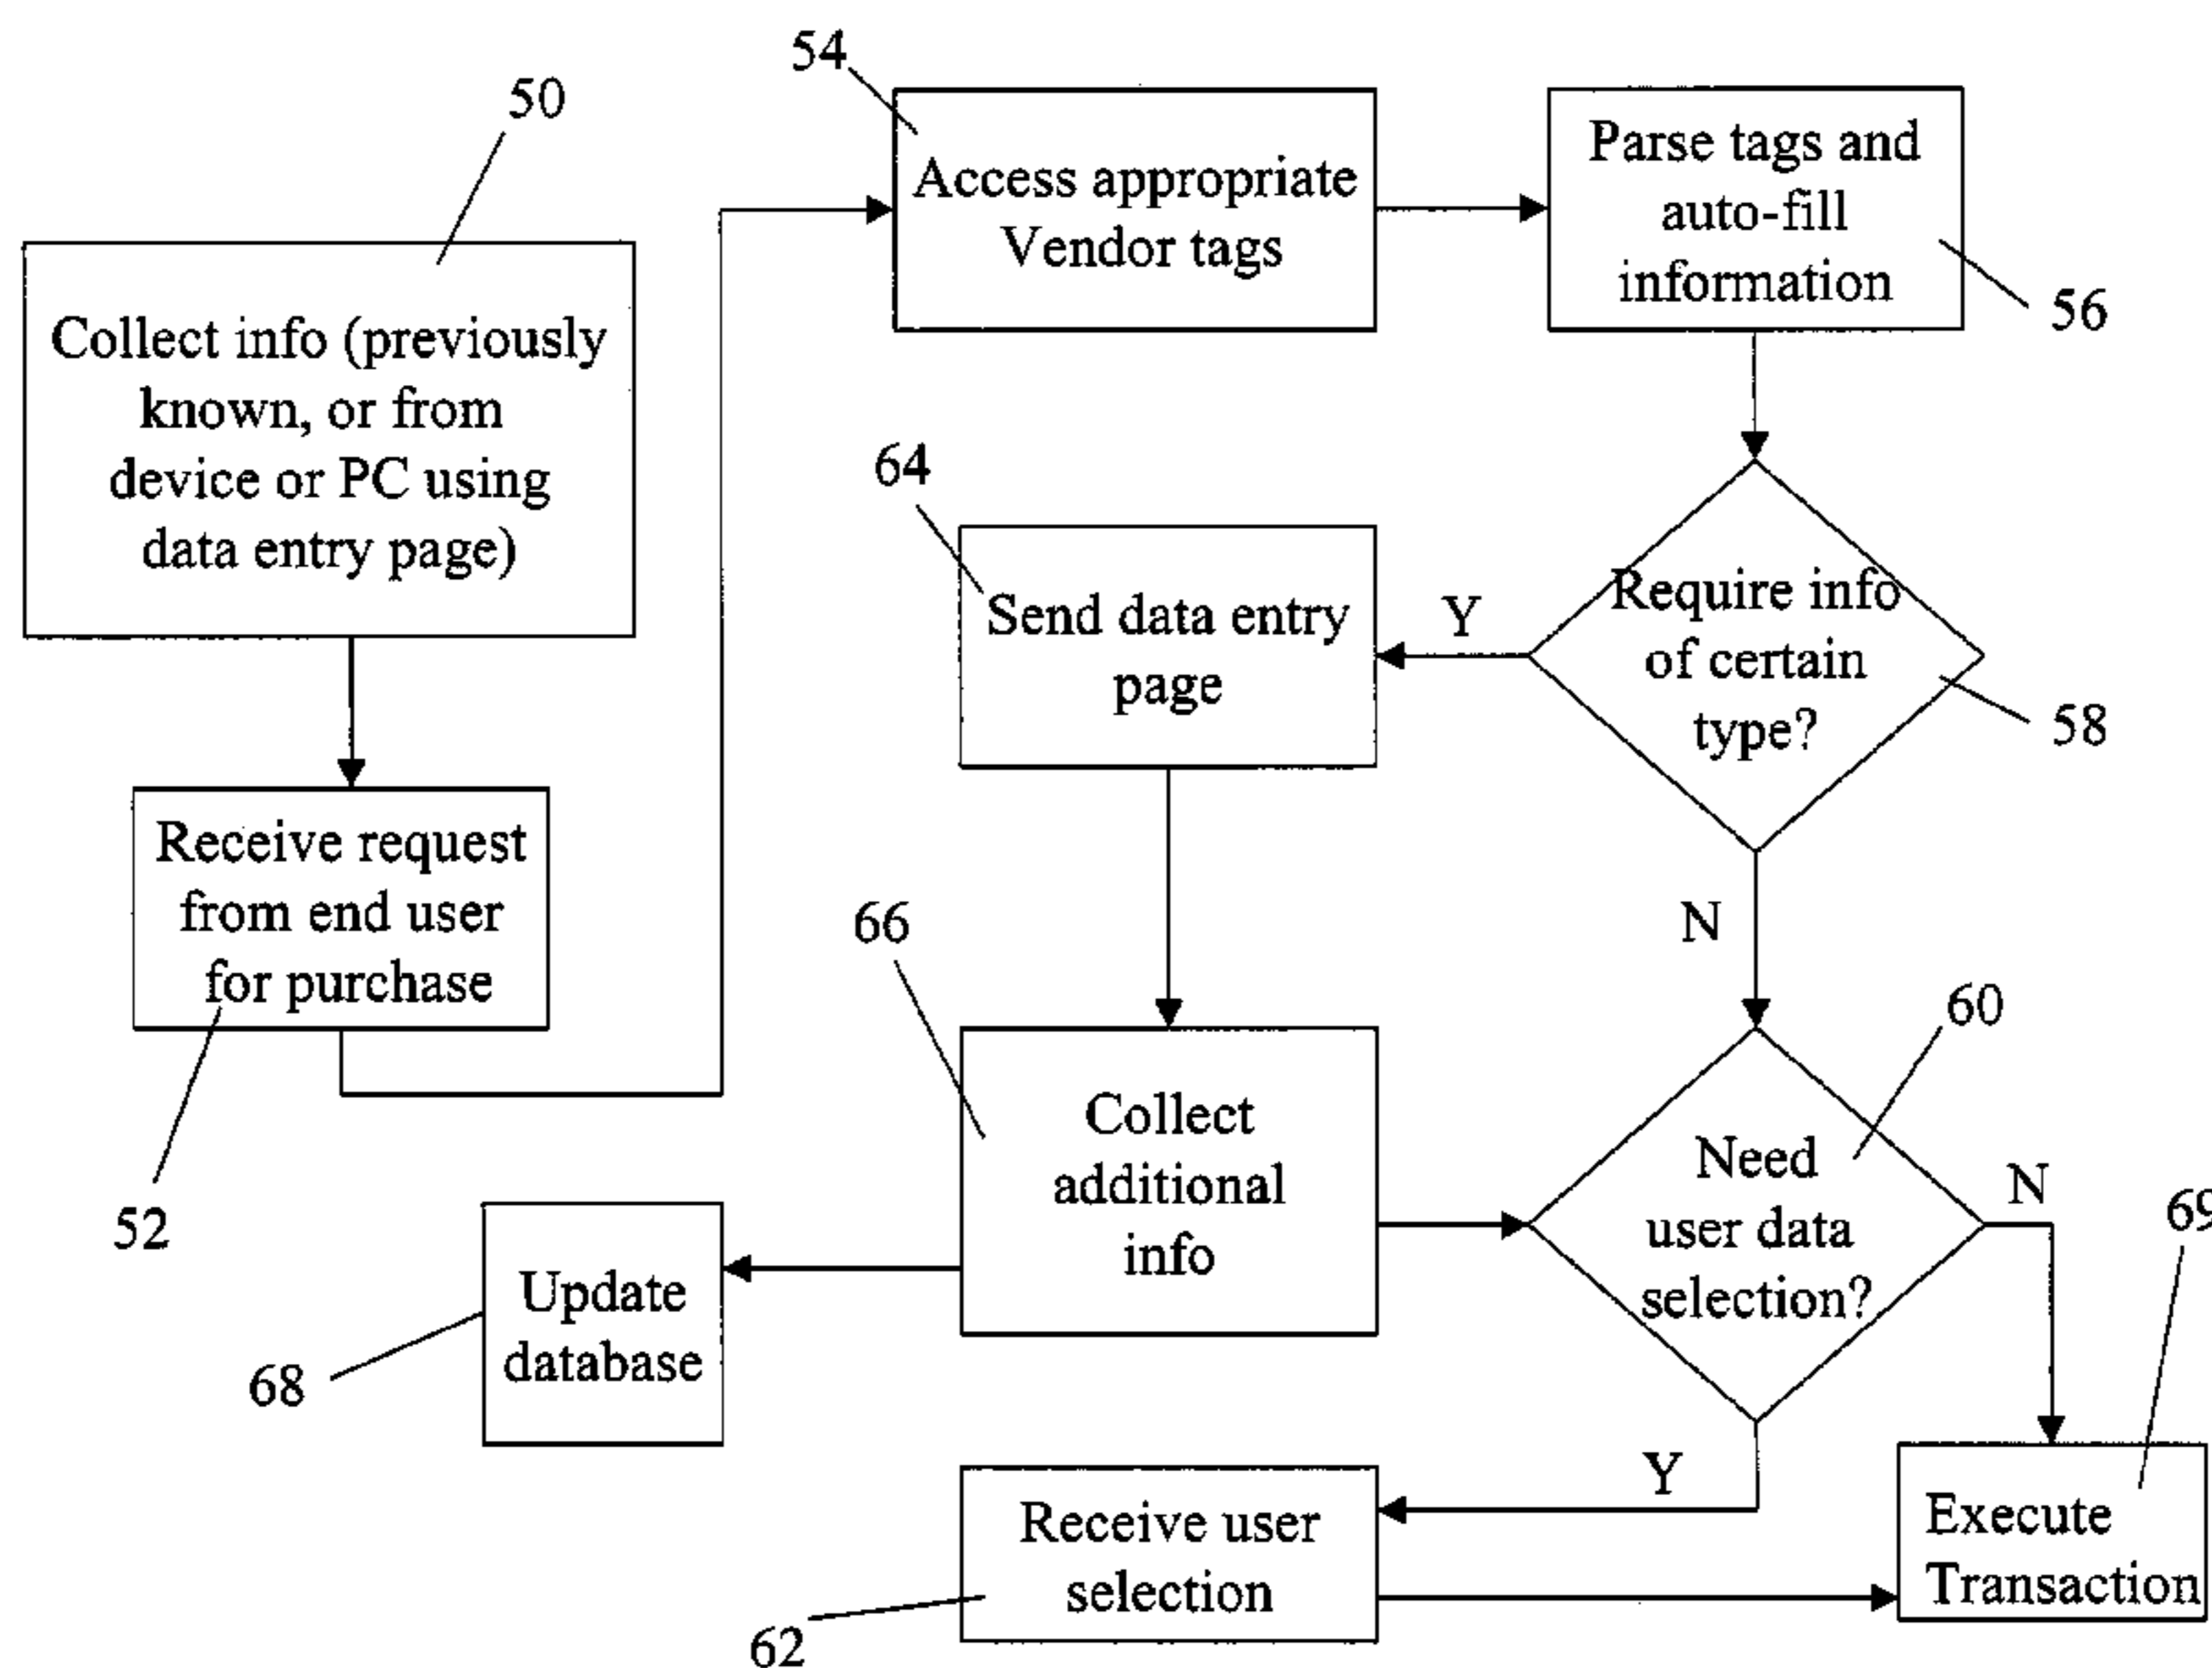 50
Collect info (previously
known, or from
device or PC using
data entry page)
Receive request
from end user
for purchase
52
54
Access appropriate
Vendor tags
Parse tags and
auto-fill
information
56
Require info
of certain
type?
58
Y
N
64
Send data entry
page
66
Collect
additional
info
Update
database
68
60
Need
user data
selection?
N
Y
Receive user
selection
62
69
Execute
Transaction